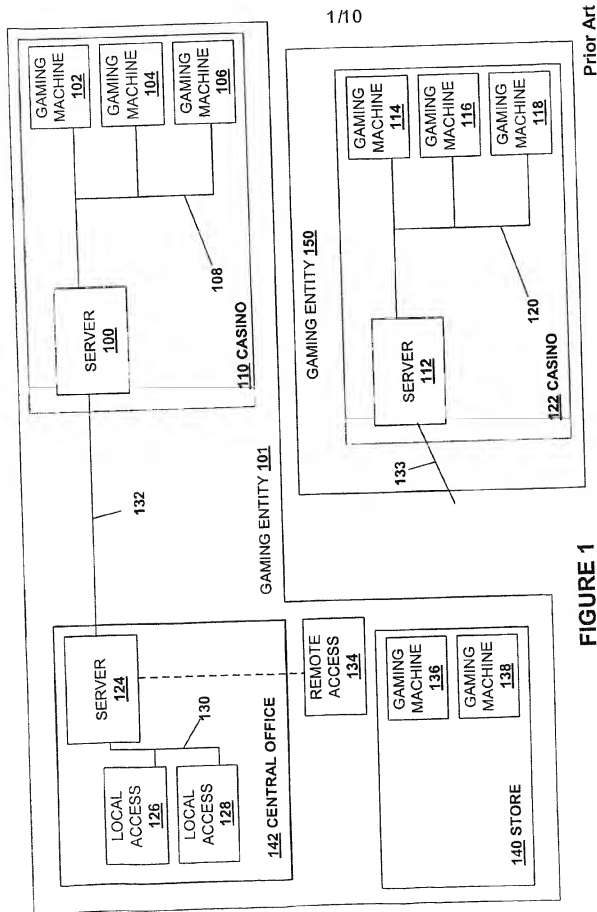 1/10
GAMING
MACHINE
102
GAMING
MACHINE
104
GAMING
MACHINE
106
SERVER
100
108
110 CASINO
132
GAMING ENTITY 101
SERVER
124
LOCAL
ACCESS
126
LOCAL
ACCESS
128
130
142 CENTRAL OFFICE
REMOTE
ACCESS
134
GAMING
MACHINE
136
GAMING
MACHINE
138
140 STORE
GAMING ENTITY 150
GAMING
MACHINE
114
GAMING
MACHINE
116
GAMING
MACHINE
118
SERVER
112
120
122 CASINO
133
FIGURE 1
Prior Art